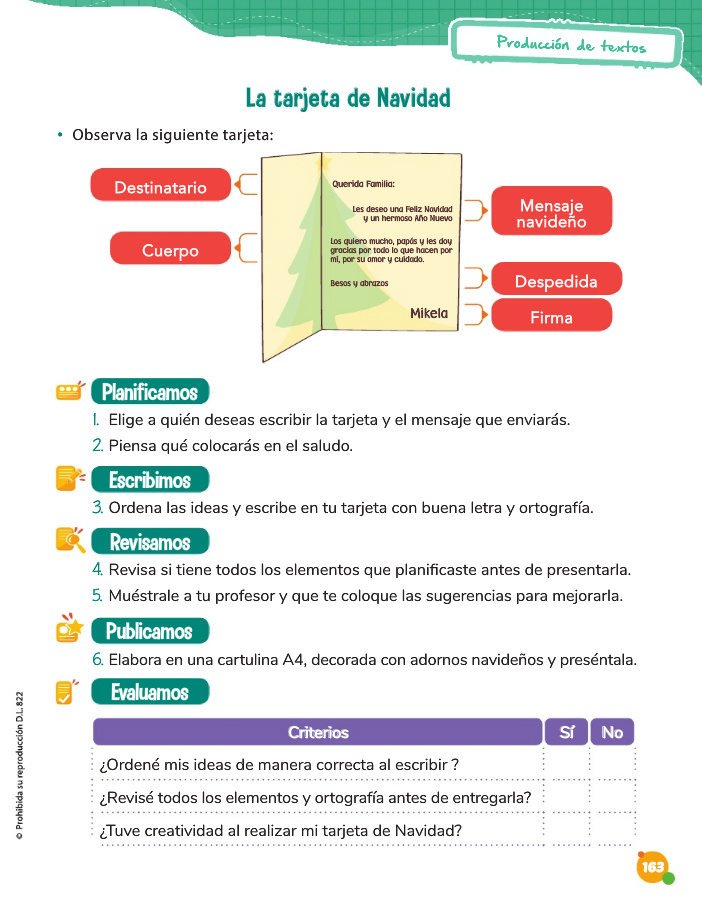 Producción de textos
La tarjeta de Navidad
• Observa la siguiente tarjeta:
Destinatario
Cuerpo
Querida Familia:
Les deseo una Feliz Navidad
y un hermoso Año Nuevo
Los quiero mucho, papás y les doy
gracias por todo lo que hacen por
mí, por su amor y cuidado.
Besos y abrazos
Mikela
Mensaje
navideño
Despedida
Firma
Planificamos
1. Elige a quién deseas escribir la tarjeta y el mensaje que enviarás.
2. Piensa qué colocarás en el saludo.
Escribimos
3. Ordena las ideas y escribe en tu tarjeta con buena letra y ortografía.
Revisamos
4. Revisa si tiene todos los elementos que planificaste antes de presentarla.
5. Muéstrale a tu profesor y que te coloque las sugerencias para mejorarla.
Publicamos
6. Elabora en una cartulina A4, decorada con adornos navideños y preséntala.
Evaluamos
Criterios Sí No
¿Ordené mis ideas de manera correcta al escribir ?
¿Revisé todos los elementos y ortografía antes de entregarla?
¿Tuve creatividad al realizar mi tarjeta de Navidad?
© Prohibida su reproducción D.L. 822
163